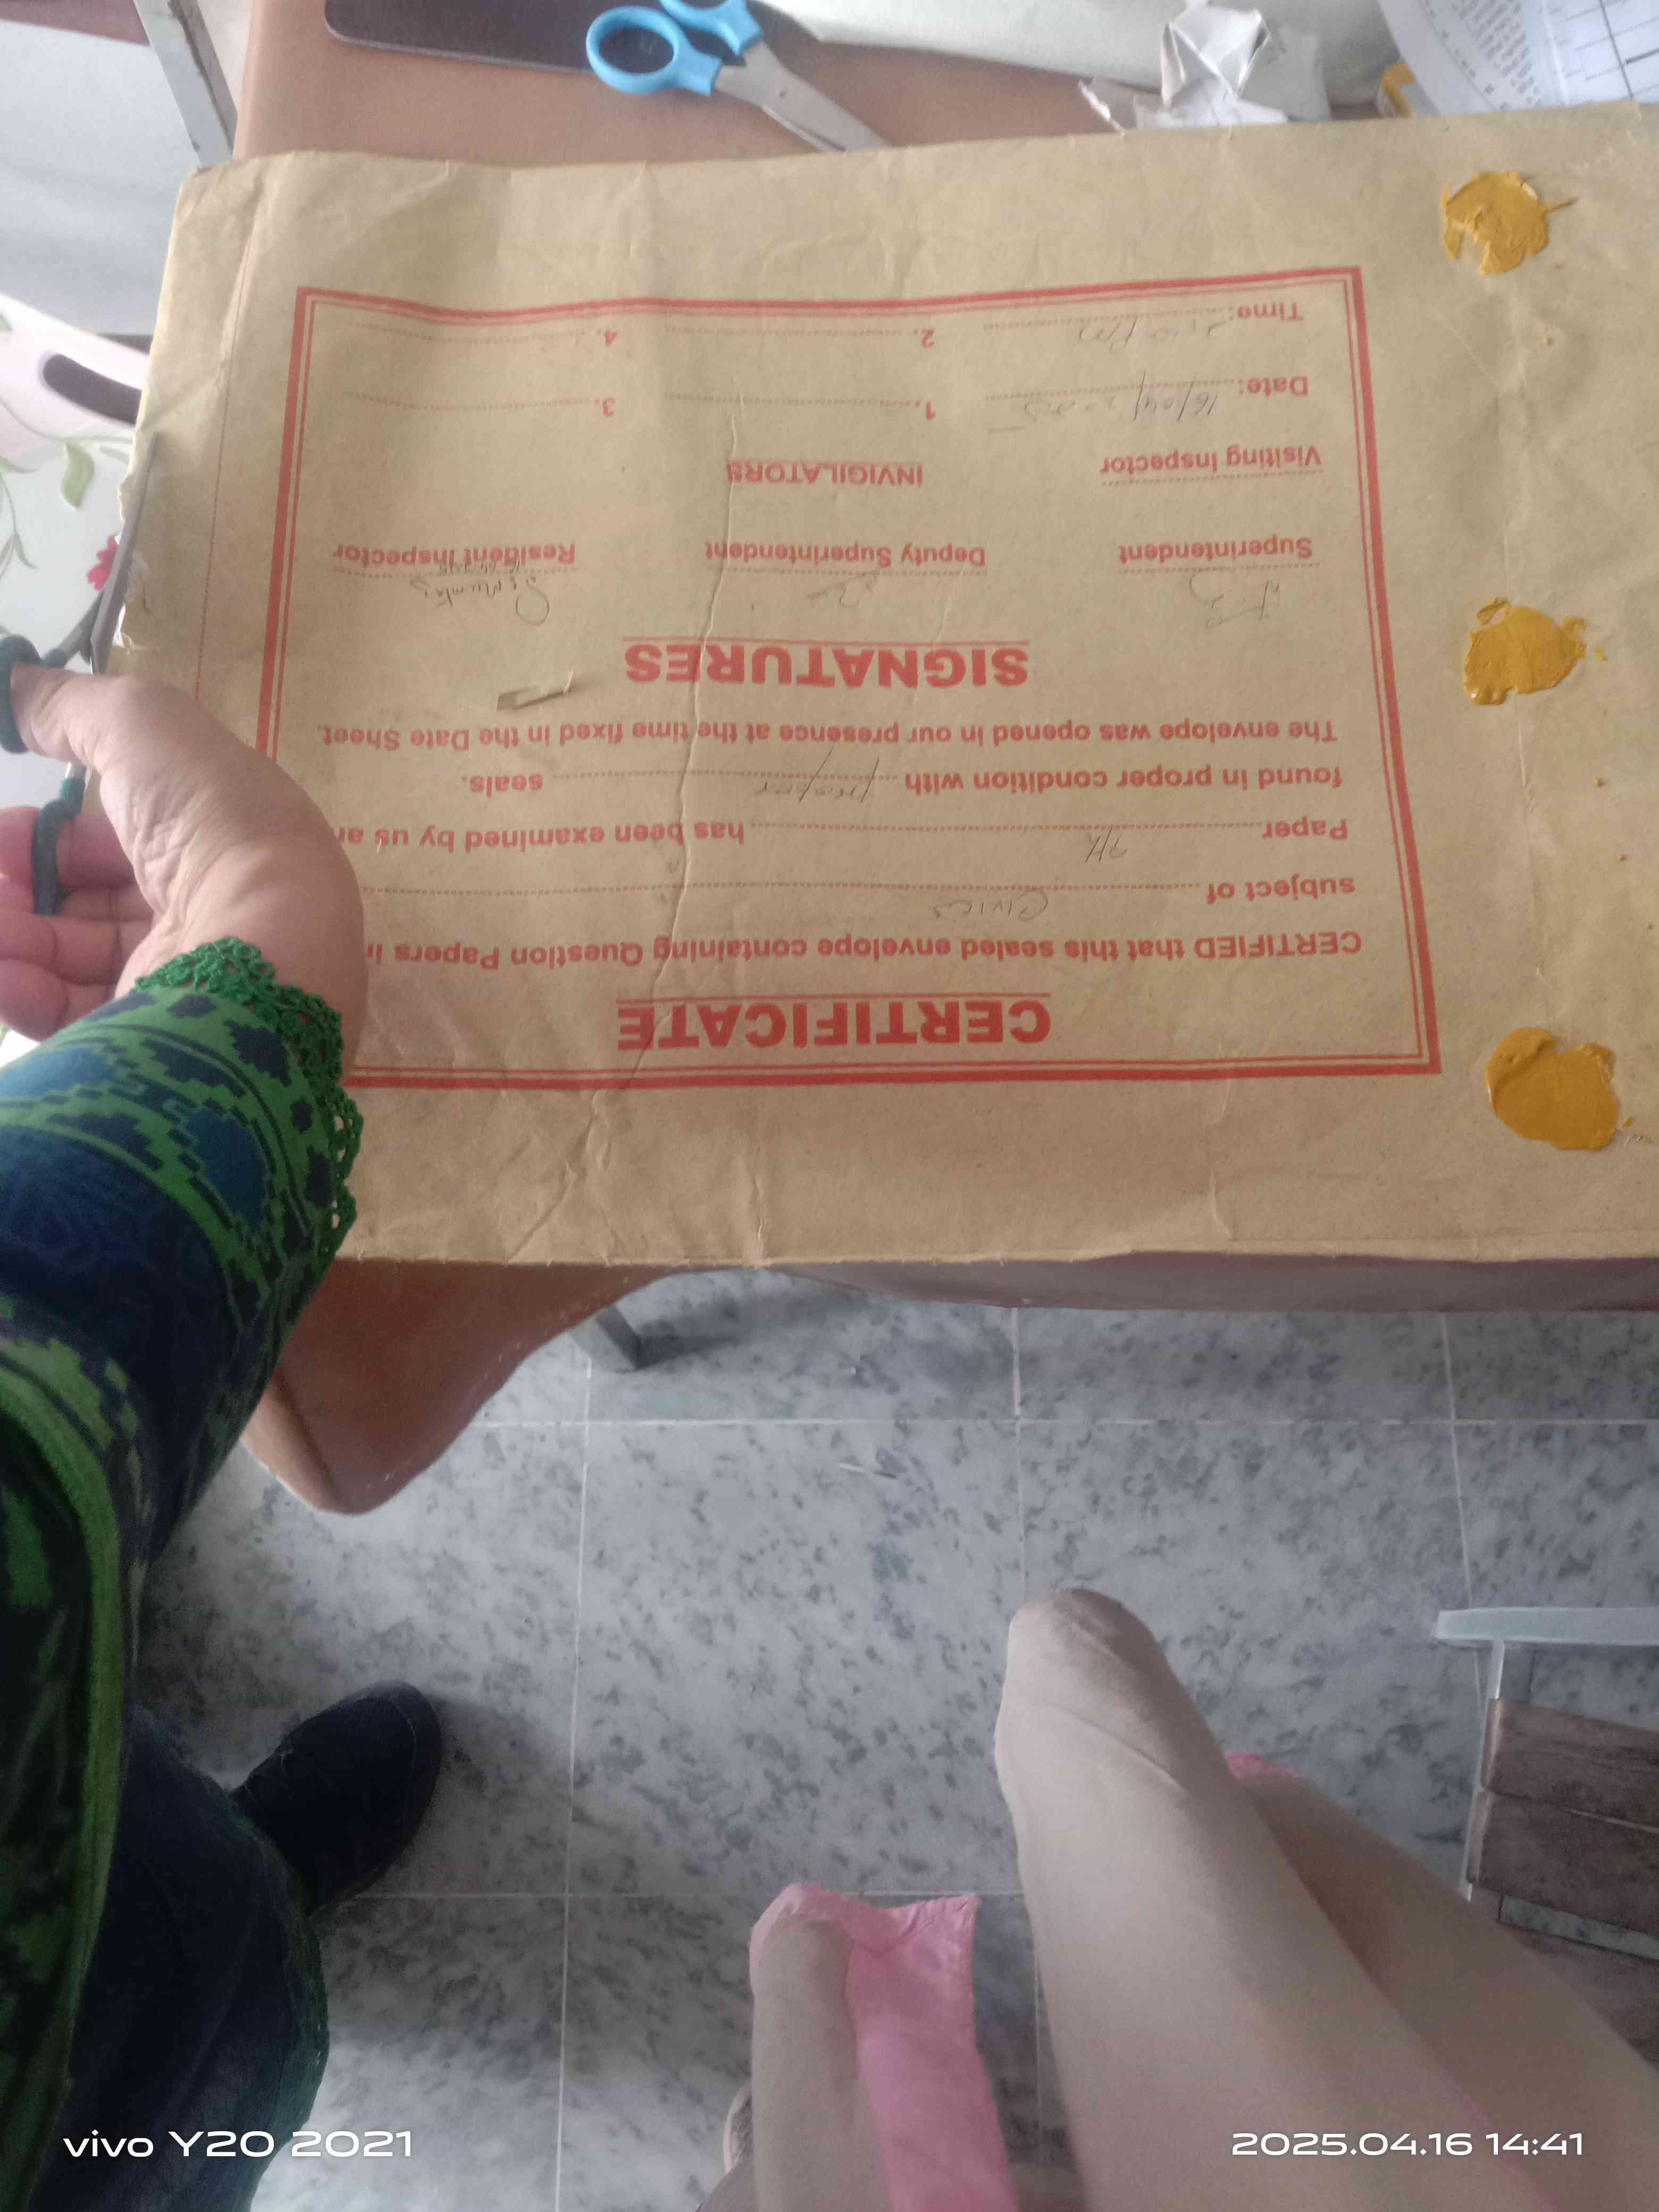 CERTIFICATE
CERTIFIED that this sealed envelope containing Question Papers i
subject of Civics
Paper 7th has been examined by us an
found in proper condition with proper seals.
The envelope was opened in our presence at the time fixed in the Date Sheet.
SIGNATURES
Superintendent Deputy Superintendent Resident Inspector
Visiting Inspector INVIGILATORS
Date: 16/04/2025 1. 3.
Time: PM 2. 4.
vivo Y20 2021
2025.04.16 14:41